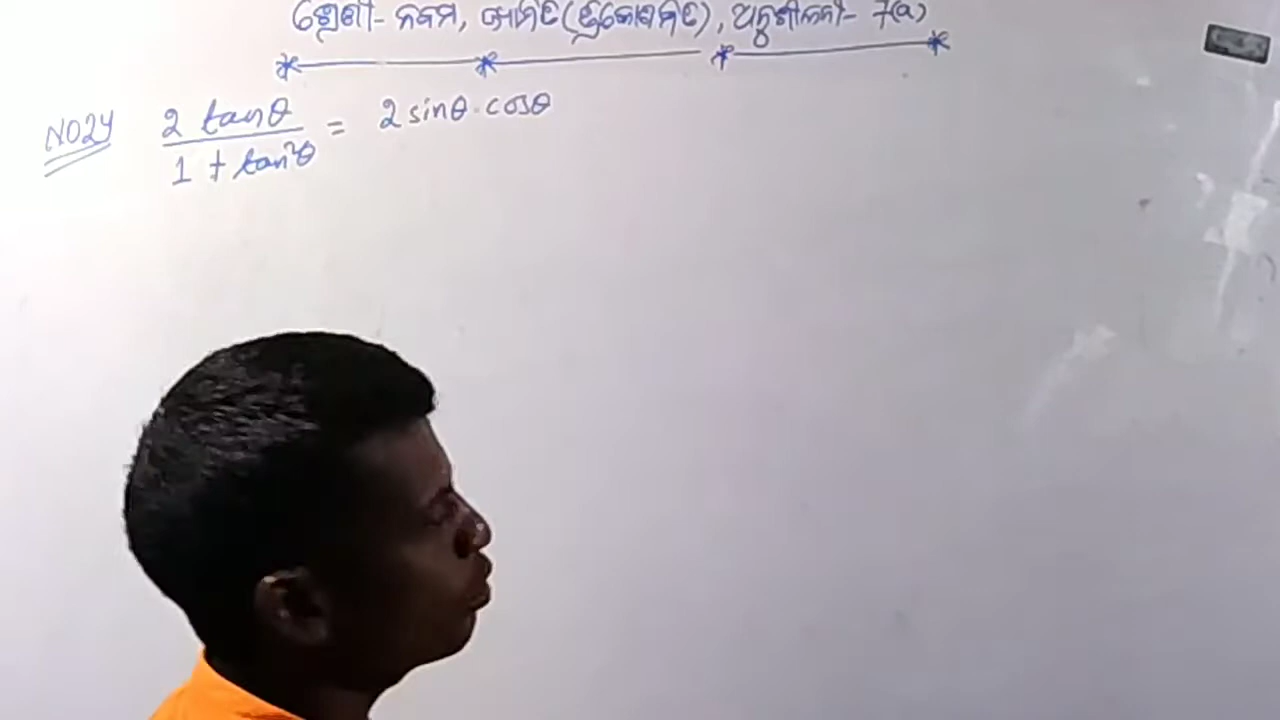 ଶ୍ରେଣୀ- ନବମ, ଜ୍ୟାମିତି (ତ୍ରିକୋଣମିତି), ଅନୁଶୀଳନୀ- 7(a)
NO24 2 tanθ / 1 + tan²θ = 2 sinθ · cosθ